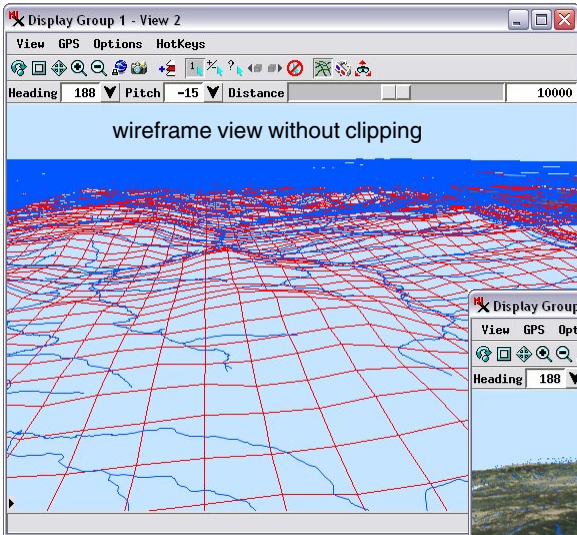 Display Group 1 - View 2
View GPS Options HotKeys
Heading 188 Pitch -15 Distance 10000
wireframe view without clipping
Display Group
View GPS Opt
Heading 188